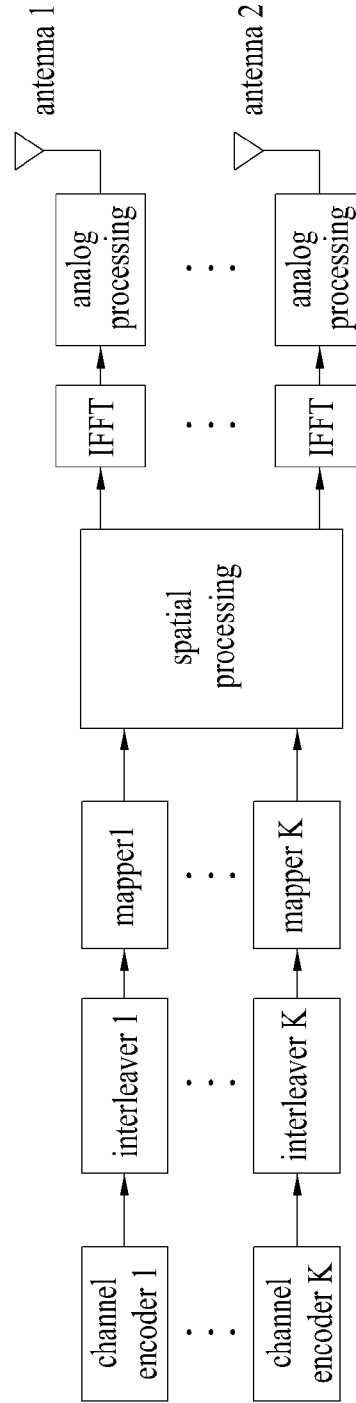 channel
encoder 1
interleaver 1
mapper1
spatial
processing
IFFT
analog
processing
antenna 1
. . .
. . .
. . .
. . .
. . .
channel
encoder K
interleaver K
mapper K
IFFT
analog
processing
antenna 2